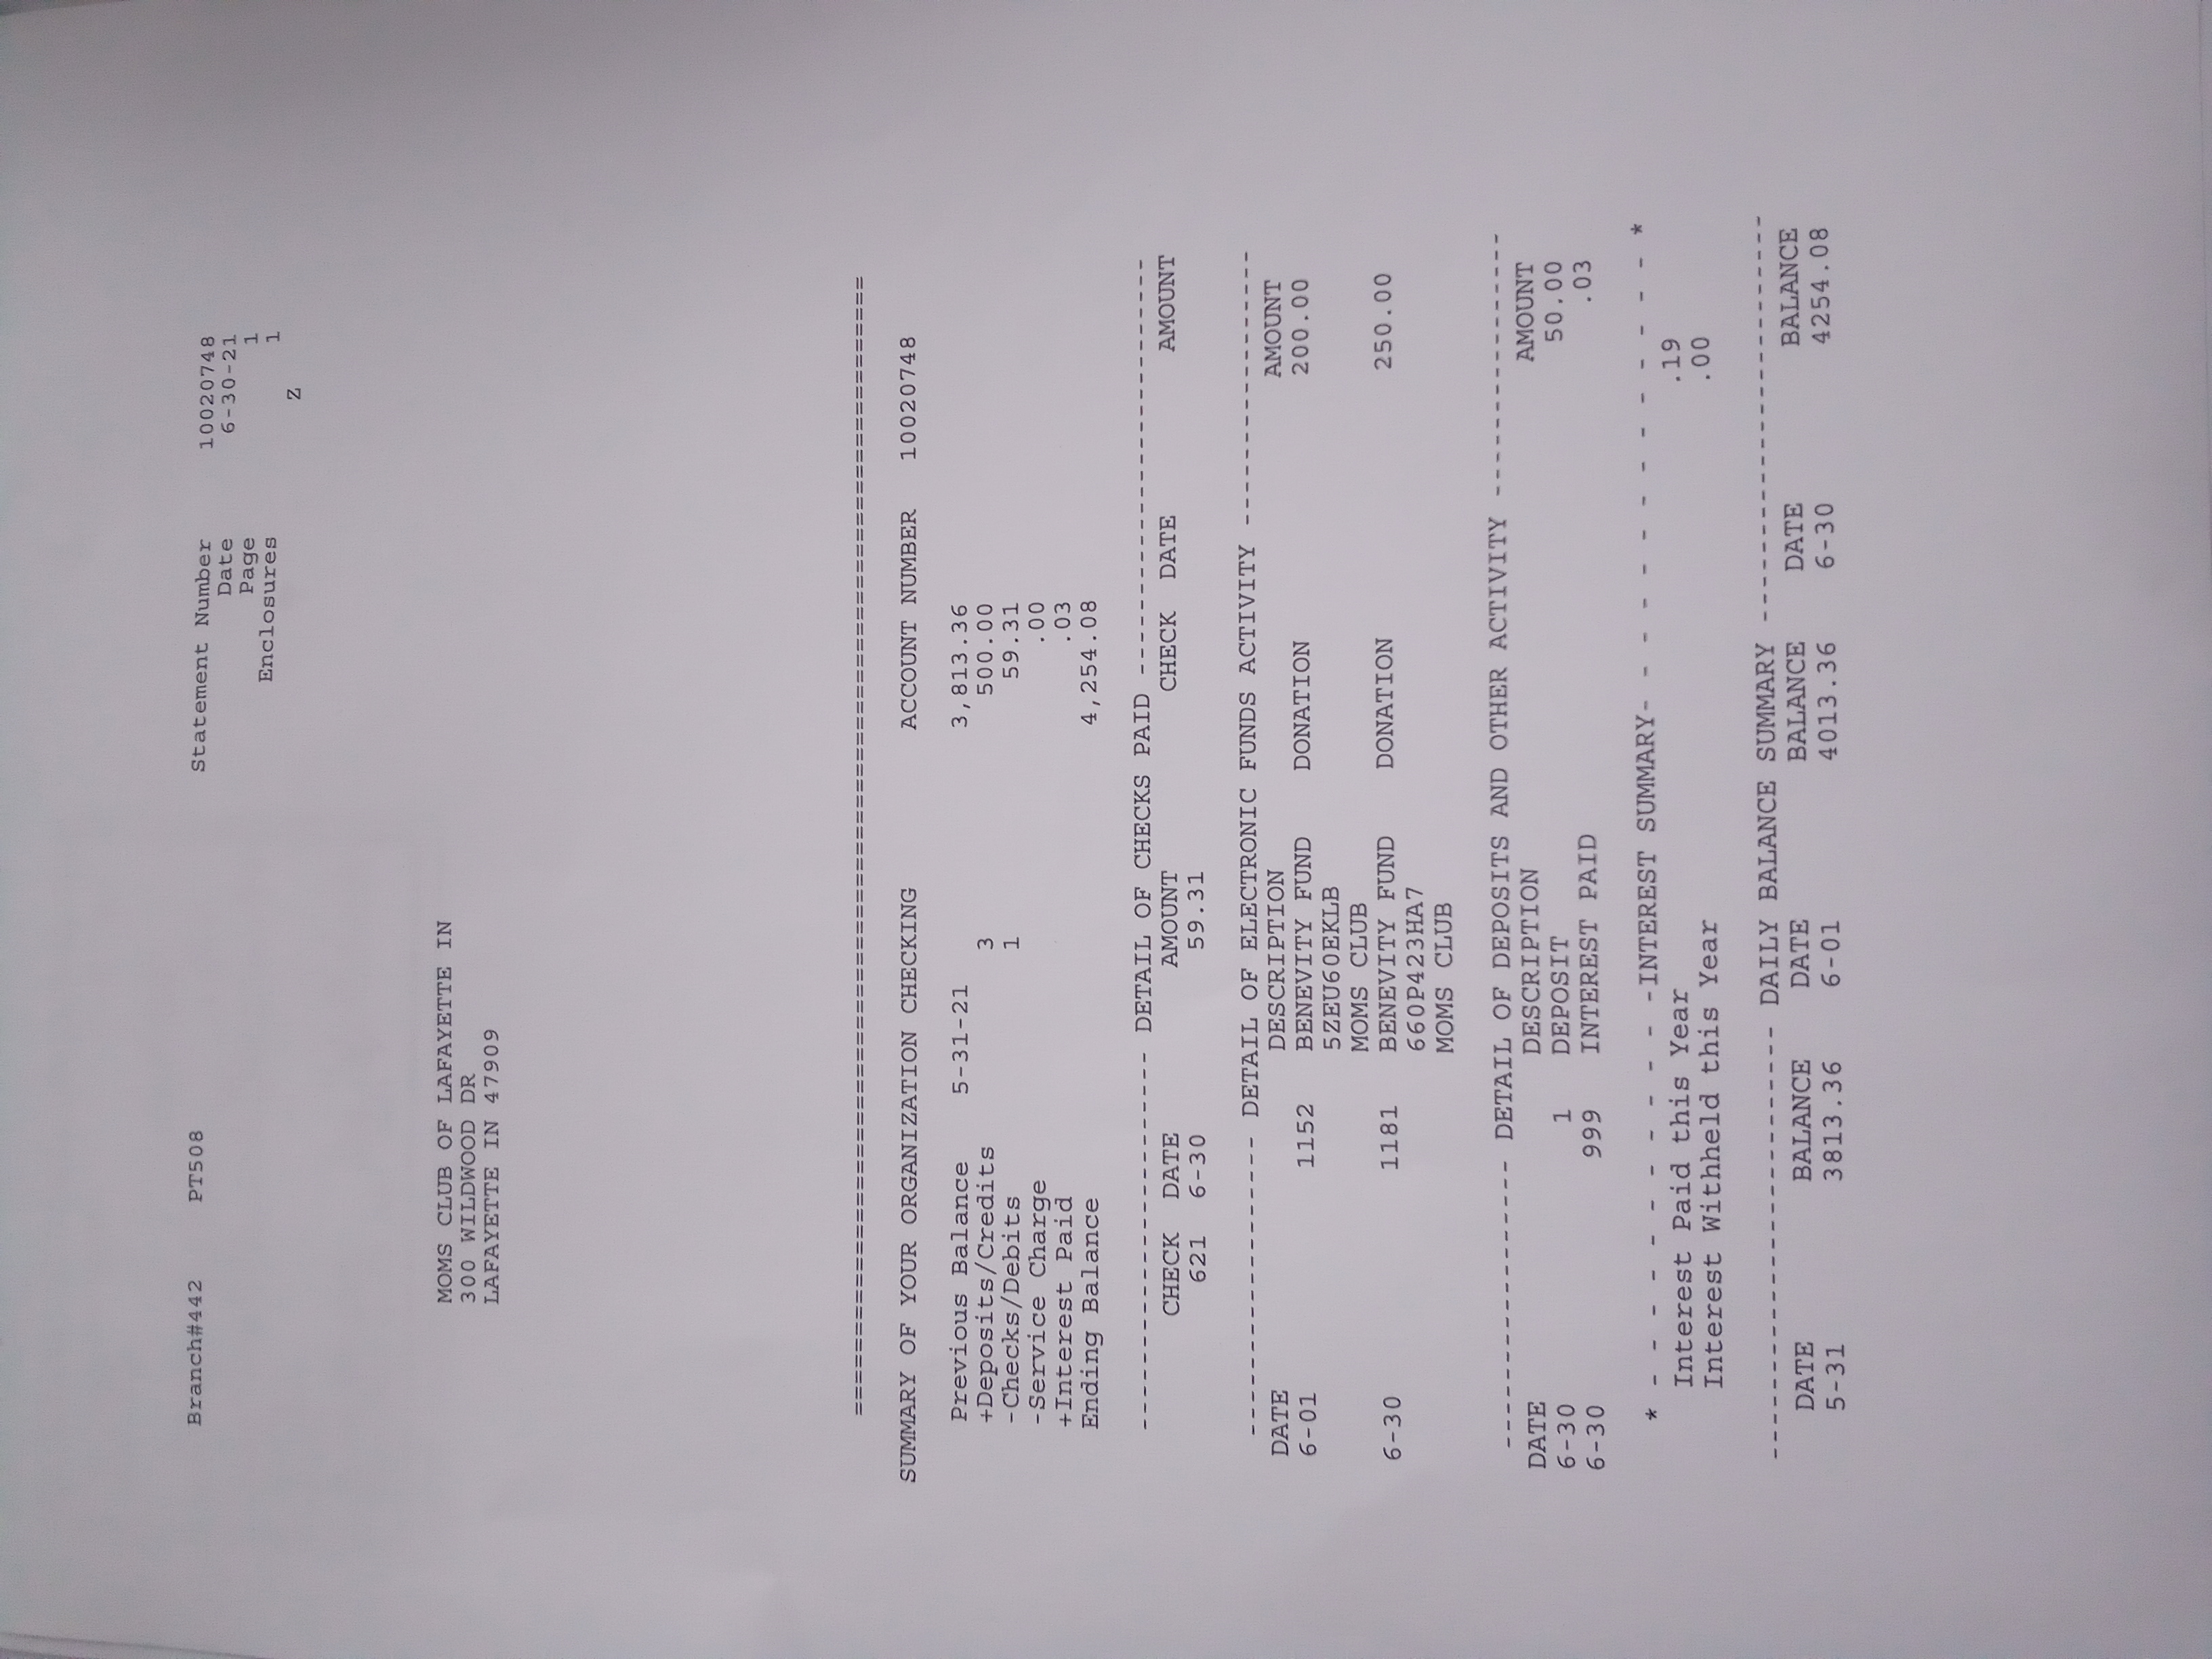 Branch#442 PT508
Statement Number 10020748
Date 6-30-21
Page 1
Enclosures 1
Z
MOMS CLUB OF LAFAYETTE IN
300 WILDWOOD DR
LAFAYETTE IN 47909
========================================================================
SUMMARY OF YOUR ORGANIZATION CHECKING ACCOUNT NUMBER 10020748
Previous Balance 5-31-21 3,813.36
+Deposits/Credits 3 500.00
-Checks/Debits 1 59.31
-Service Charge .00
+Interest Paid .03
Ending Balance 4,254.08
----------------------- DETAIL OF CHECKS PAID --------------------------
CHECK DATE AMOUNT CHECK DATE AMOUNT
621 6-30 59.31
------------------ DETAIL OF ELECTRONIC FUNDS ACTIVITY -----------------
DATE DESCRIPTION AMOUNT
6-01 1152 BENEVITY FUND DONATION 200.00
5ZEU60EKLB
MOMS CLUB
6-30 1181 BENEVITY FUND DONATION 250.00
660P423HA7
MOMS CLUB
----------------- DETAIL OF DEPOSITS AND OTHER ACTIVITY ----------------
DATE DESCRIPTION AMOUNT
6-30 1 DEPOSIT 50.00
6-30 999 INTEREST PAID .03
* - - - - - - - - - - - -INTEREST SUMMARY- - - - - - - - - - - - - - *
Interest Paid this Year .19
Interest Withheld this Year .00
------------------------- DAILY BALANCE SUMMARY ------------------------
DATE BALANCE DATE BALANCE DATE BALANCE
5-31 3813.36 6-01 4013.36 6-30 4254.08